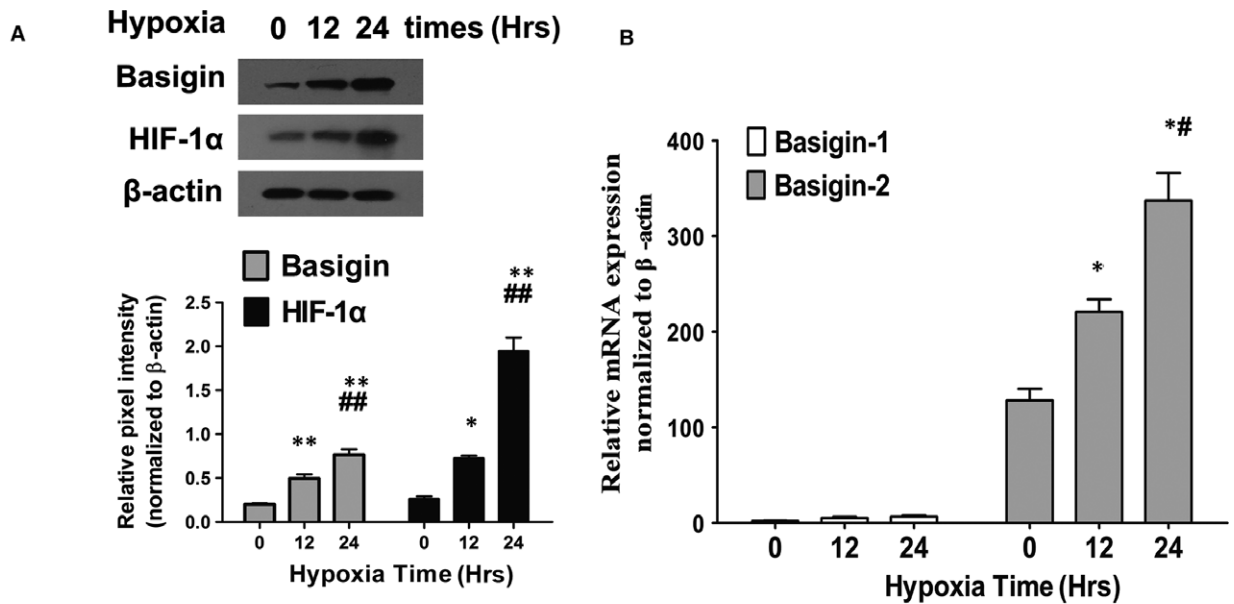 A
Hypoxia 0 12 24 times (Hrs)
Basigin
HIF-1α
β-actin
Basigin
HIF-1α
Relative pixel intensity
(normalized to β-actin)
2.5
2.0
1.5
1.0
0.5
0.0
**
**
##
*
**
##
0 12 24 0 12 24
Hypoxia Time (Hrs)
B
Basigin-1
Basigin-2
Relative mRNA expression
normalized to β -actin
400
300
200
100
0
*
*#
0 12 24 0 12 24
Hypoxia Time (Hrs)